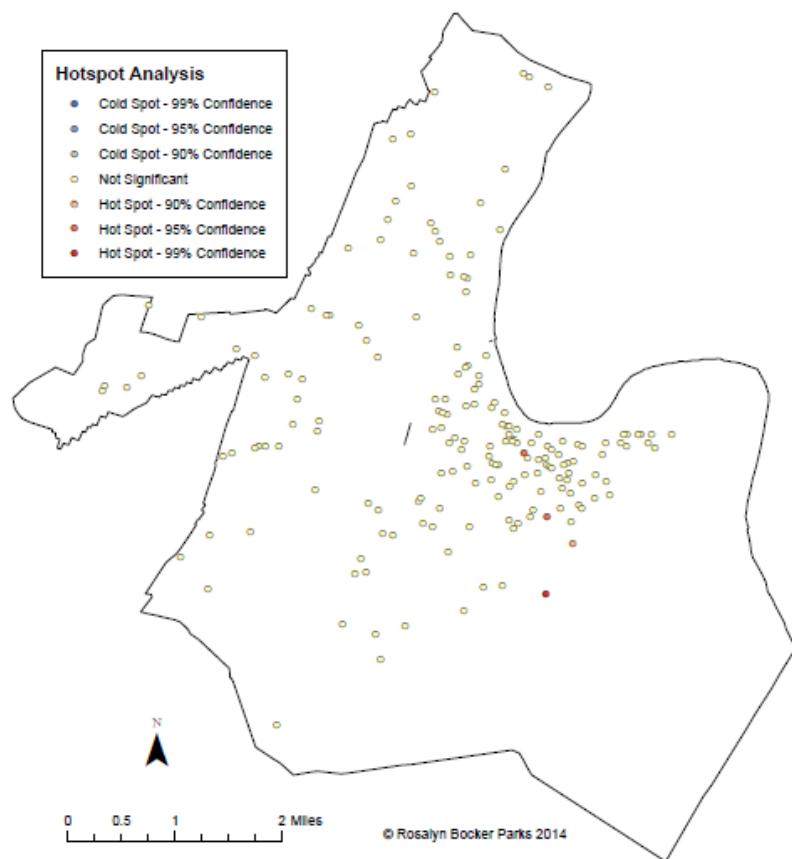 Hotspot Analysis
Cold Spot - 99% Confidence
Cold Spot - 95% Confidence
Cold Spot - 90% Confidence
Not Significant
Hot Spot - 90% Confidence
Hot Spot - 95% Confidence
Hot Spot - 99% Confidence
N
0 0.5 1 2 Miles
© Rosalyn Bocker Parks 2014